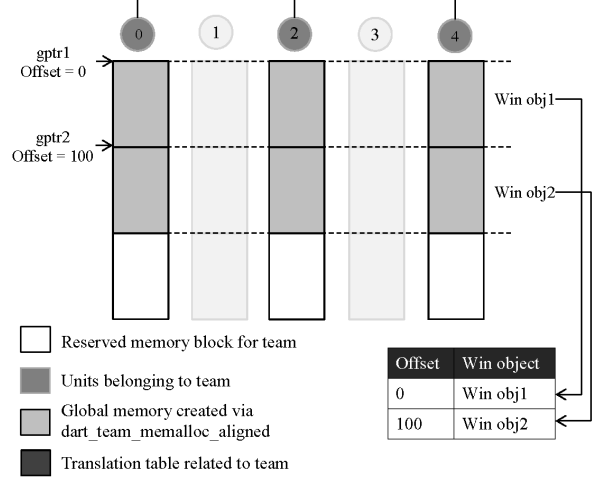 0 1 2 3 4
gptr1
Offset = 0
Win obj1
gptr2
Offset = 100
Win obj2
Reserved memory block for team
Units belonging to team
Global memory created via
dart_team_memalloc_aligned
Translation table related to team
Offset Win object
0 Win obj1
100 Win obj2